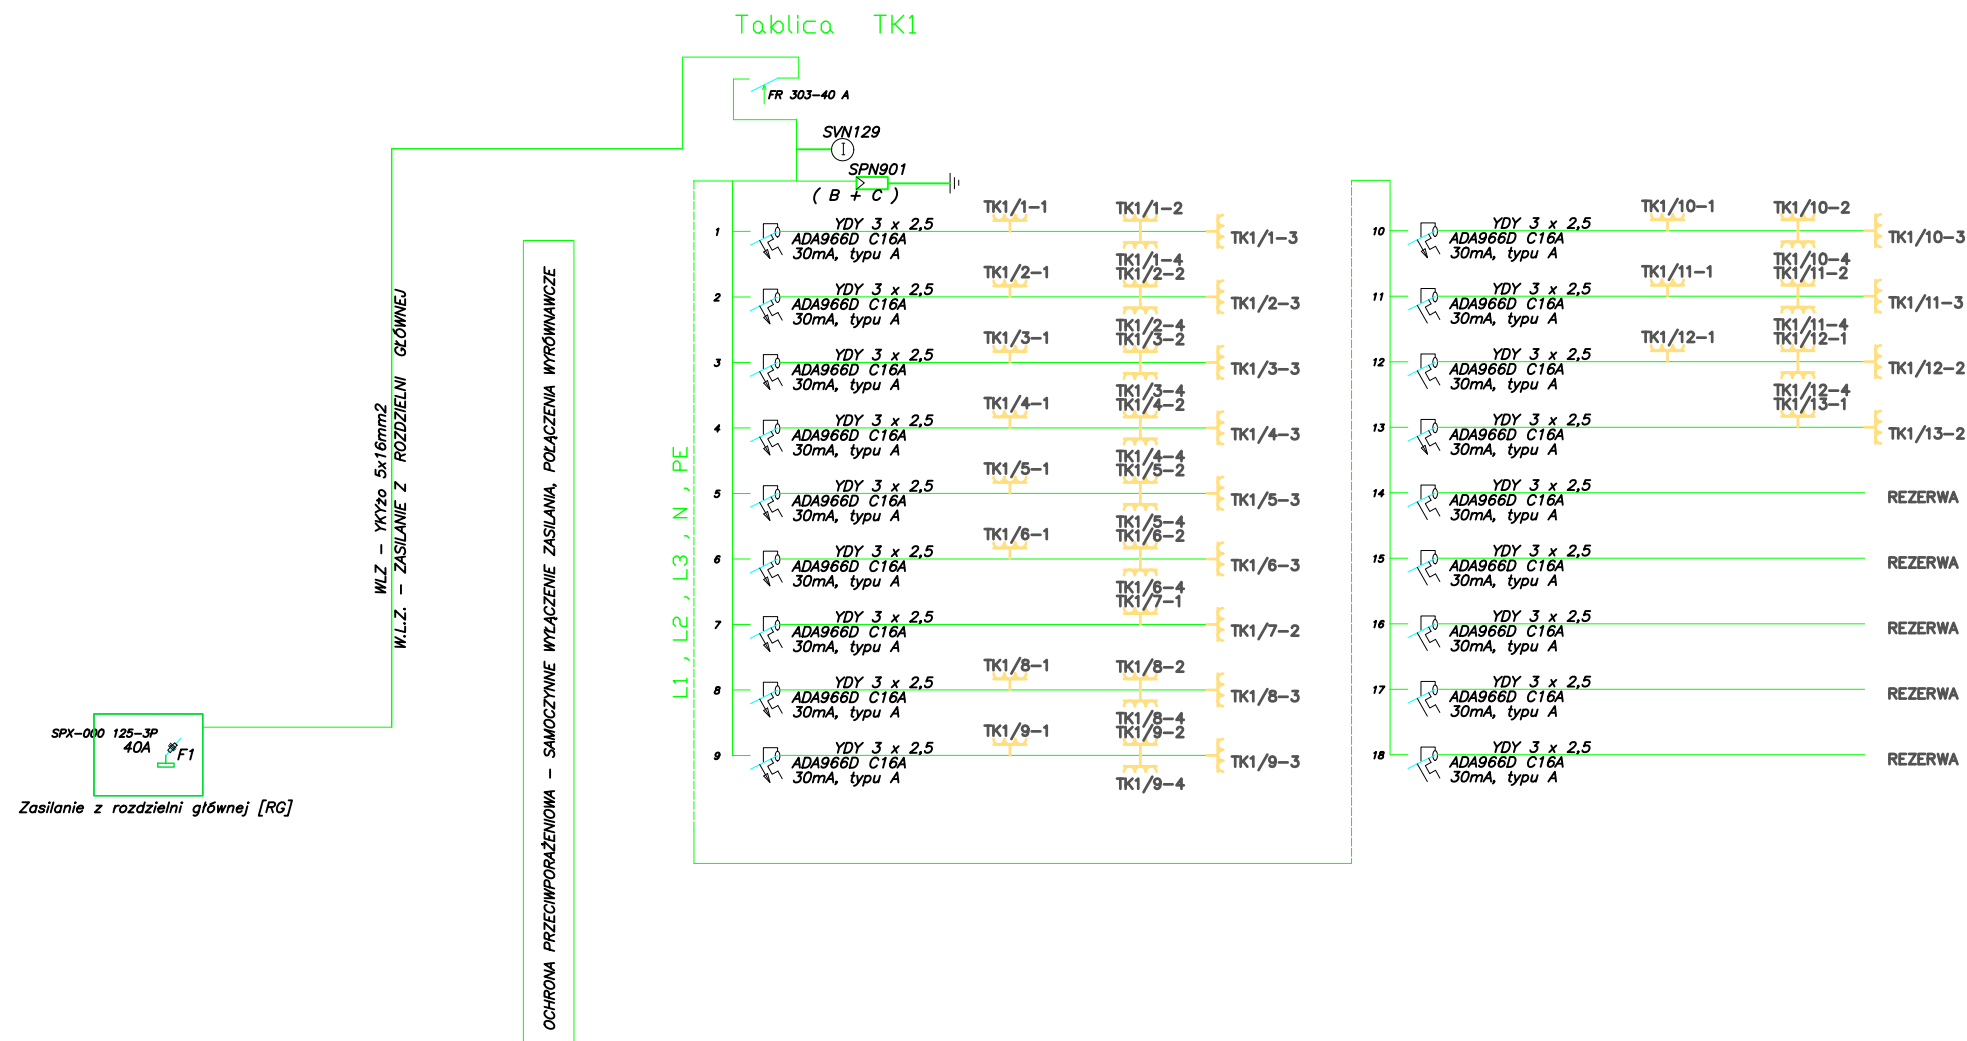 Tablica TK1
FR 303-40 A
SVN129
SPN901
( B + C )
WLZ - YKYżo 5x16mm2
W.L.Z. - ZASILANIE Z ROZDZIELNI GŁÓWNEJ
SPX-000 125-3P
40A
F1
Zasilanie z rozdzielni głównej [RG]
OCHRONA PRZECIWPORAŻENIOWA - SAMOCZYNNE WYŁĄCZENIE ZASILANIA, POŁĄCZENIA WYRÓWNAWCZE
L1 , L2 , L3 , N , PE
1
YDY 3 x 2,5
ADA966D C16A
30mA, typu A
TK1/1-1
TK1/1-2
TK1/1-3
TK1/1-4
2
YDY 3 x 2,5
ADA966D C16A
30mA, typu A
TK1/2-1
TK1/2-2
TK1/2-3
TK1/2-4
3
YDY 3 x 2,5
ADA966D C16A
30mA, typu A
TK1/3-1
TK1/3-2
TK1/3-3
TK1/3-4
4
YDY 3 x 2,5
ADA966D C16A
30mA, typu A
TK1/4-1
TK1/4-2
TK1/4-3
TK1/4-4
5
YDY 3 x 2,5
ADA966D C16A
30mA, typu A
TK1/5-1
TK1/5-2
TK1/5-3
TK1/5-4
6
YDY 3 x 2,5
ADA966D C16A
30mA, typu A
TK1/6-1
TK1/6-2
TK1/6-3
TK1/6-4
7
YDY 3 x 2,5
ADA966D C16A
30mA, typu A
TK1/7-1
TK1/7-2
8
YDY 3 x 2,5
ADA966D C16A
30mA, typu A
TK1/8-1
TK1/8-2
TK1/8-3
TK1/8-4
9
YDY 3 x 2,5
ADA966D C16A
30mA, typu A
TK1/9-1
TK1/9-2
TK1/9-3
TK1/9-4
10
YDY 3 x 2,5
ADA966D C16A
30mA, typu A
TK1/10-1
TK1/10-2
TK1/10-3
TK1/10-4
11
YDY 3 x 2,5
ADA966D C16A
30mA, typu A
TK1/11-1
TK1/11-2
TK1/11-3
TK1/11-4
12
YDY 3 x 2,5
ADA966D C16A
30mA, typu A
TK1/12-1
TK1/12-1
TK1/12-2
TK1/12-4
13
YDY 3 x 2,5
ADA966D C16A
30mA, typu A
TK1/13-1
TK1/13-2
14
YDY 3 x 2,5
ADA966D C16A
30mA, typu A
REZERWA
15
YDY 3 x 2,5
ADA966D C16A
30mA, typu A
REZERWA
16
YDY 3 x 2,5
ADA966D C16A
30mA, typu A
REZERWA
17
YDY 3 x 2,5
ADA966D C16A
30mA, typu A
REZERWA
18
YDY 3 x 2,5
ADA966D C16A
30mA, typu A
REZERWA